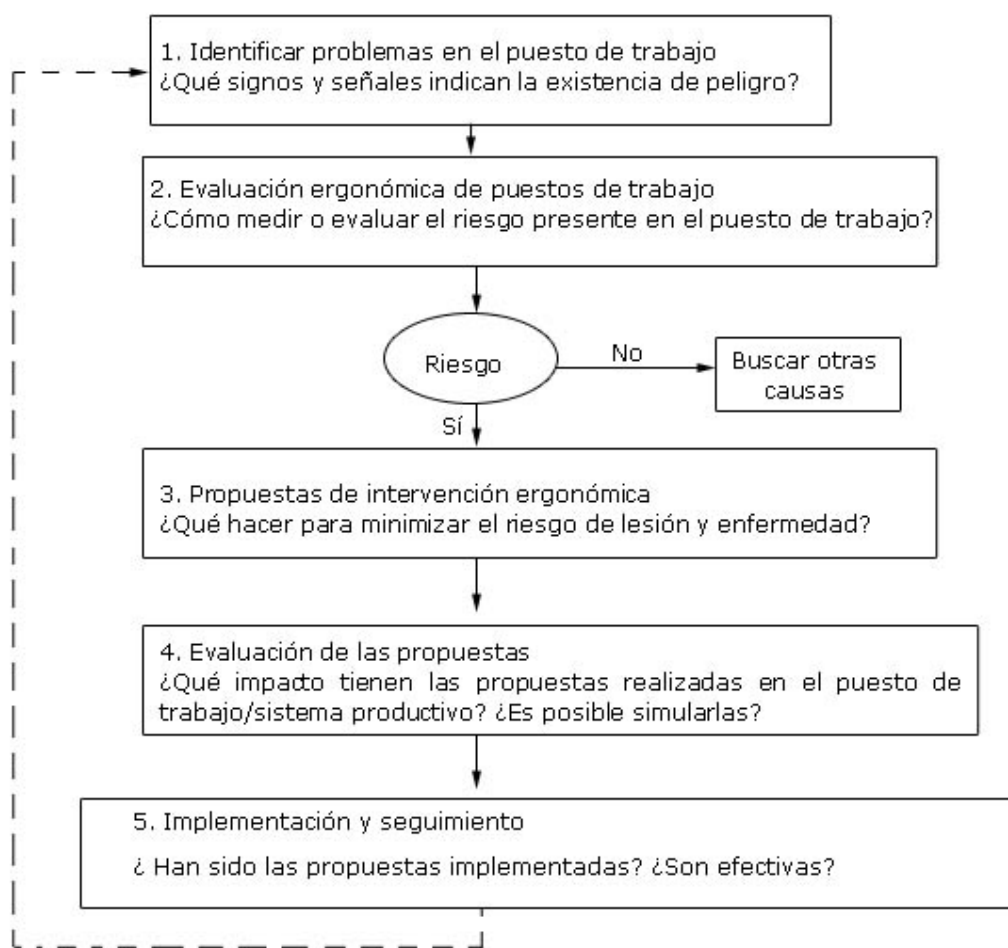 1. Identificar problemas en el puesto de trabajo
¿Qué signos y señales indican la existencia de peligro?
2. Evaluación ergonómica de puestos de trabajo
¿Cómo medir o evaluar el riesgo presente en el puesto de trabajo?
Riesgo
No
Buscar otras
causas
Sí
3. Propuestas de intervención ergonómica
¿Qué hacer para minimizar el riesgo de lesión y enfermedad?
4. Evaluación de las propuestas
¿Qué impacto tienen las propuestas realizadas en el puesto de
trabajo/sistema productivo? ¿Es posible simularlas?
5. Implementación y seguimiento
¿ Han sido las propuestas implementadas? ¿Son efectivas?